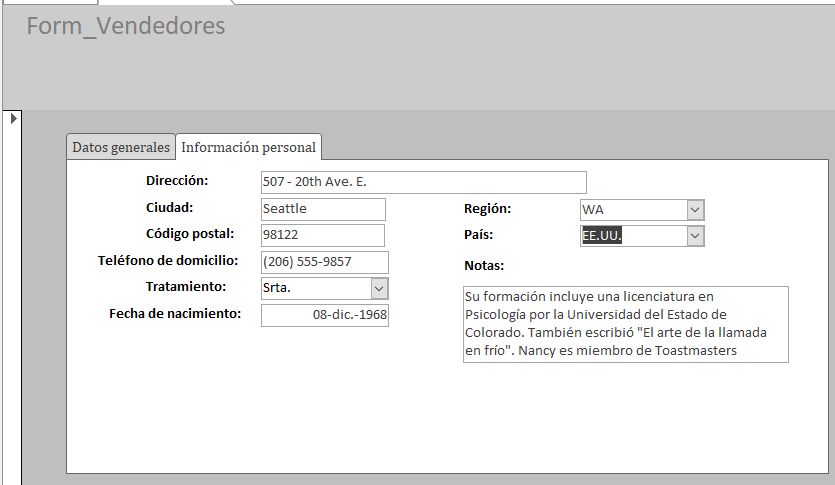 Form_Vendedores
Datos generales Información personal
Dirección: 507 - 20th Ave. E.
Ciudad: Seattle Región: WA
Código postal: 98122 País: EE.UU.
Teléfono de domicilio: (206) 555-9857 Notas:
Tratamiento: Srta.
Fecha de nacimiento: 08-dic.-1968
Su formación incluye una licenciatura en
Psicología por la Universidad del Estado de
Colorado. También escribió "El arte de la llamada
en frío". Nancy es miembro de Toastmasters